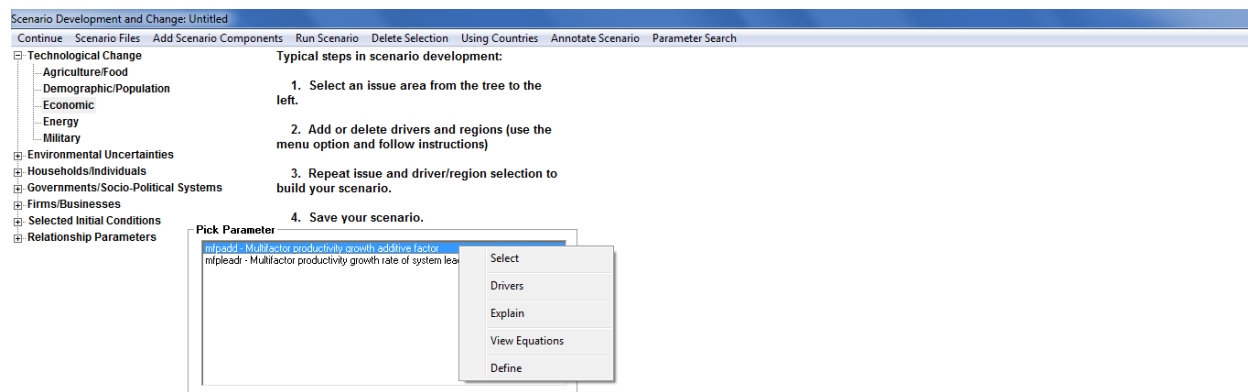 Scenario Development and Change: Untitled
Continue Scenario Files Add Scenario Components Run Scenario Delete Selection Using Countries Annotate Scenario Parameter Search
Technological Change
Agriculture/Food
Demographic/Population
Economic
Energy
Military
Environmental Uncertainties
Households/Individuals
Governments/Socio-Political Systems
Firms/Businesses
Selected Initial Conditions
Relationship Parameters
Typical steps in scenario development:
1. Select an issue area from the tree to the
left.
2. Add or delete drivers and regions (use the
menu option and follow instructions)
3. Repeat issue and driver/region selection to
build your scenario.
4. Save your scenario.
Pick Parameter
mfpadd - Multifactor productivity growth additive factor
mfpleadr - Multifactor productivity growth rate of system lea
Select
Drivers
Explain
View Equations
Define